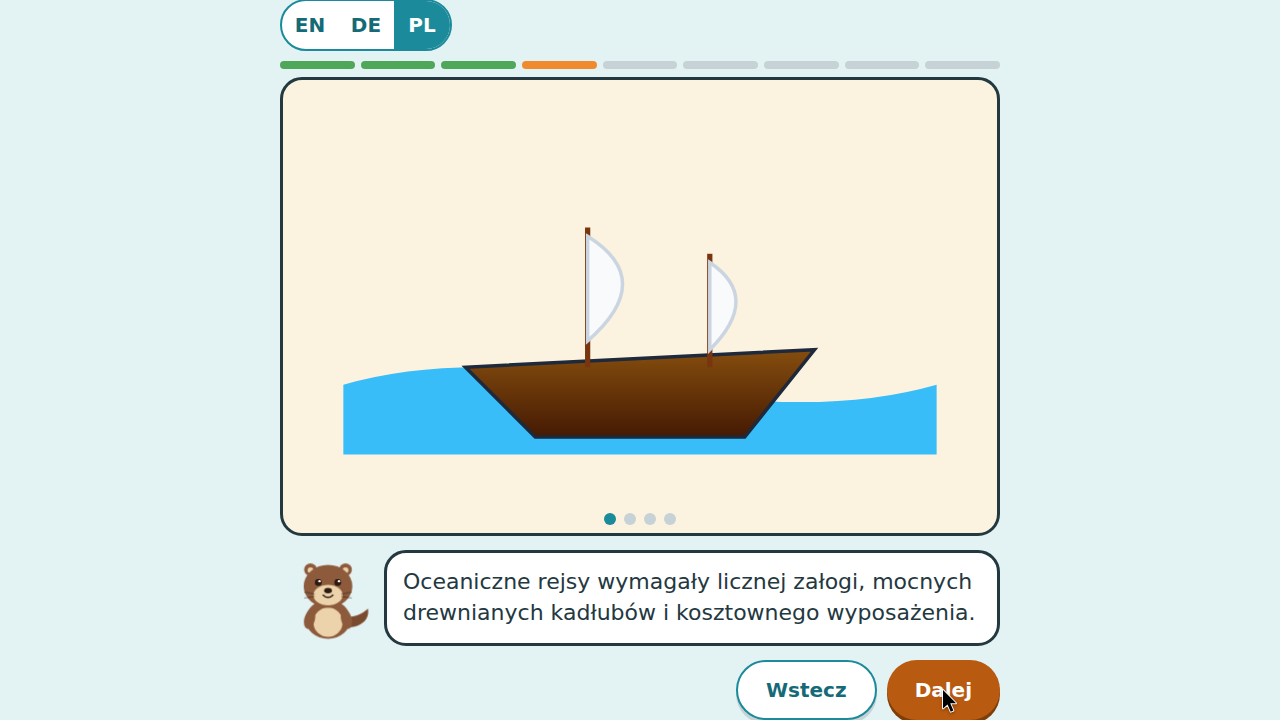 EN DE PL
Oceaniczne rejsy wymagały licznej załogi, mocnych
drewnianych kadłubów i kosztownego wyposażenia.
Wstecz Dalej